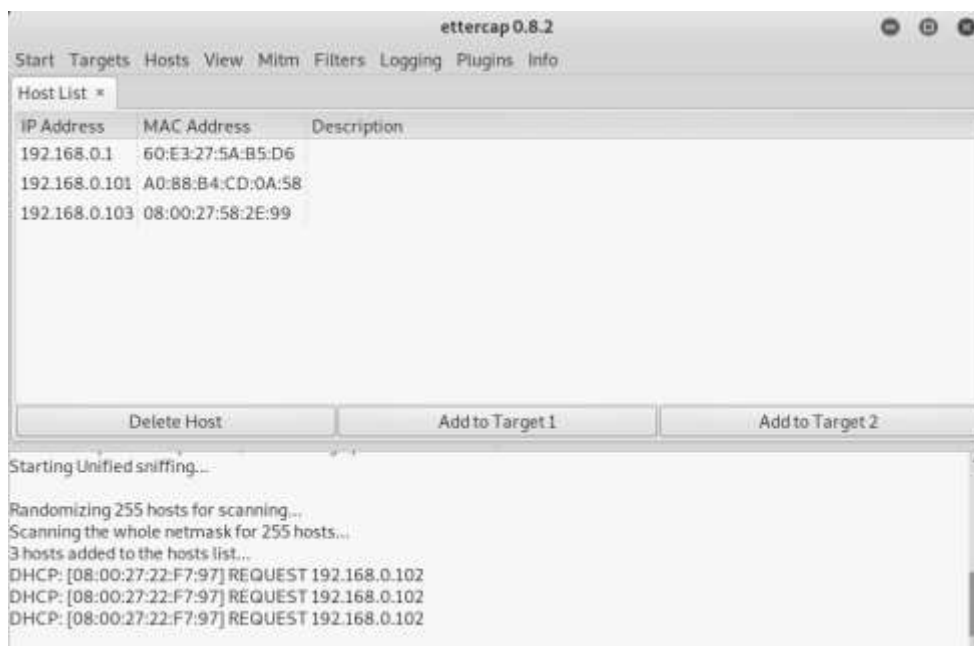 ettercap 0.8.2
Start Targets Hosts View Mitm Filters Logging Plugins Info
Host List ×
IP Address MAC Address Description
192.168.0.1 60:E3:27:5A:B5:D6
192.168.0.101 A0:88:B4:CD:0A:58
192.168.0.103 08:00:27:58:2E:99
Delete Host Add to Target 1 Add to Target 2
Starting Unified sniffing...
Randomizing 255 hosts for scanning...
Scanning the whole netmask for 255 hosts...
3 hosts added to the hosts list...
DHCP: [08:00:27:22:F7:97] REQUEST 192.168.0.102
DHCP: [08:00:27:22:F7:97] REQUEST 192.168.0.102
DHCP: [08:00:27:22:F7:97] REQUEST 192.168.0.102